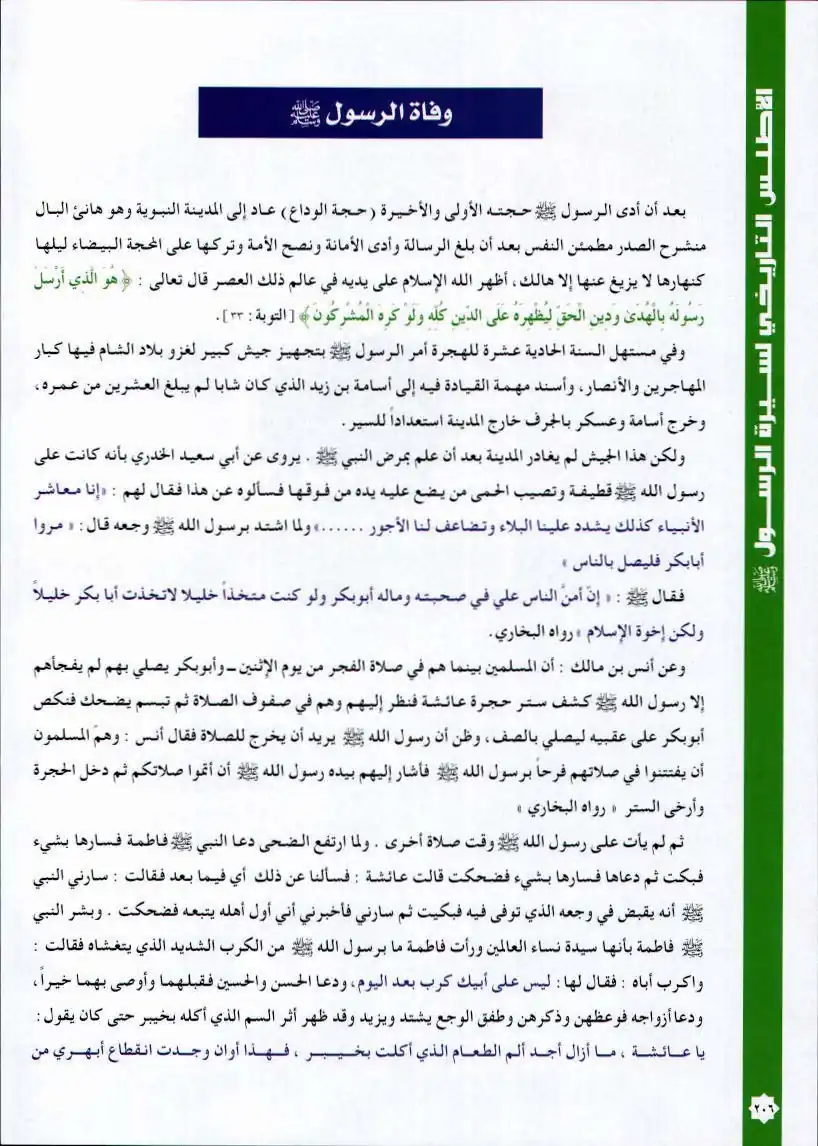 وفاة الرسول ﷺ
بعد أن أدى الرسول ﷺ حجته الأولى والأخيرة (حجة الوداع) عاد إلى المدينة النبوية وهو هانئ البال
منشرح الصدر مطمئن النفس بعد أن بلغ الرسالة وأدى الأمانة ونصح الأمة وتركها على المحجة البيضاء ليلها
كنهارها لا يزيغ عنها إلا هالك، أظهر الله الإسلام على يديه في عالم ذلك العصر قال تعالى : ﴿هُوَ الَّذي أَرْسَلَ
رَسُولَهُ بِالْهُدَى وَدِينِ الْحَقِّ لِيُظْهِرَهُ عَلَى الدِّينِ كُلِّهِ وَلَوْ كَرِهَ الْمُشْرِكُونَ﴾ [التوبة: ٣٣].
وفي مستهل السنة الحادية عشرة للهجرة أمر الرسول ﷺ بتجهيز جيش كبير لغزو بلاد الشام فيها كبار
المهاجرين والأنصار، وأسند مهمة القيادة فيه إلى أسامة بن زيد الذي كان شابا لم يبلغ العشرين من عمره،
وخرج أسامة وعسكر بالجرف خارج المدينة استعداداً للسير.
ولكن هذا الجيش لم يغادر المدينة بعد أن علم بمرض النبي ﷺ . يروى عن أبي سعيد الخدري بأنه كانت على
رسول الله ﷺ قطيفة وتصيب الحمى من يضع عليه يده من فوقها فسألوه عن هذا فقال لهم : «إنا معاشر
الأنبياء كذلك يشدد علينا البلاء وتضاعف لنا الأجور ......» ولما اشتد برسول الله ﷺ وجعه قال: « مروا
أبابكر فليصل بالناس »
فقال ﷺ : « إنّ أمنَّ الناس علي في صحبته وماله أبوبكر ولو كنت متخذاً خليلا لاتخذت أبا بكر خليلاً
ولكن إخوة الإسلام » رواه البخاري.
وعن أنس بن مالك : أن المسلمين بينما هم في صلاة الفجر من يوم الإثنين ـ وأبوبكر يصلي بهم لم يفجأهم
إلا رسول الله ﷺ كشف ستر حجرة عائشة فنظر إليهم وهم في صفوف الصلاة ثم تبسم يضحك فنكص
أبوبكر على عقبيه ليصلي بالصف، وظن أن رسول الله ﷺ يريد أن يخرج للصلاة فقال أنس : وهمّ المسلمون
أن يفتتنوا في صلاتهم فرحاً برسول الله ﷺ فأشار إليهم بيده رسول الله ﷺ أن أتموا صلاتكم ثم دخل الحجرة
وأرخى الستر « رواه البخاري »
ثم لم يأت على رسول الله ﷺ وقت صلاة أخرى . ولما ارتفع الضحى دعا النبي ﷺ فاطمة فسارها بشيء
فبكت ثم دعاها فسارها بشيء فضحكت قالت عائشة : فسألنا عن ذلك أي فيما بعد فقالت : سارني النبي
ﷺ أنه يقبض في وجعه الذي توفى فيه فبكيت ثم سارني فأخبرني أني أول أهله يتبعه فضحكت . وبشر النبي
ﷺ فاطمة بأنها سيدة نساء العالمين ورأت فاطمة ما برسول الله ﷺ من الكرب الشديد الذي يتغشاه فقالت :
واكرب أباه : فقال لها: ليس على أبيك كرب بعد اليوم، ودعا الحسن والحسين فقبلهما وأوصى بهما خيراً،
ودعا أزواجه فوعظهن وذكرهن وطفق الوجع يشتد ويزيد وقد ظهر أثر السم الذي أكله بخيبر حتى كان يقول:
يا عائشة ، ما أزال أجد ألم الطعام الذي أكلت بخيبر ، فهذا أوان وجدت انقطاع أبهري من
الأطلس التاريخي لسيرة الرسول ﷺ
٢٠٦